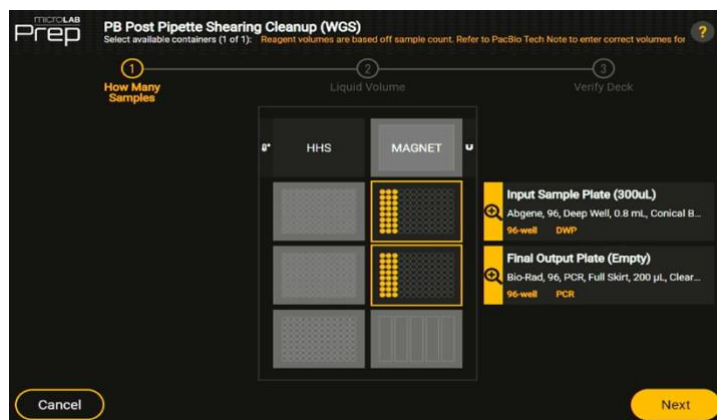 microLAB
Prep
PB Post Pipette Shearing Cleanup (WGS)
Select available containers (1 of 1): Reagent volumes are based off sample count. Refer to PacBio Tech Note to enter correct volumes for
?
1
2
3
How Many
Samples
Liquid Volume
Verify Deck
HHS
MAGNET
Input Sample Plate (300uL)
Abgene, 96, Deep Well, 0.8 mL, Conical B...
96-well DWP
Final Output Plate (Empty)
Bio-Rad, 96, PCR, Full Skirt, 200 µL, Clear...
96-well PCR
Cancel
Next